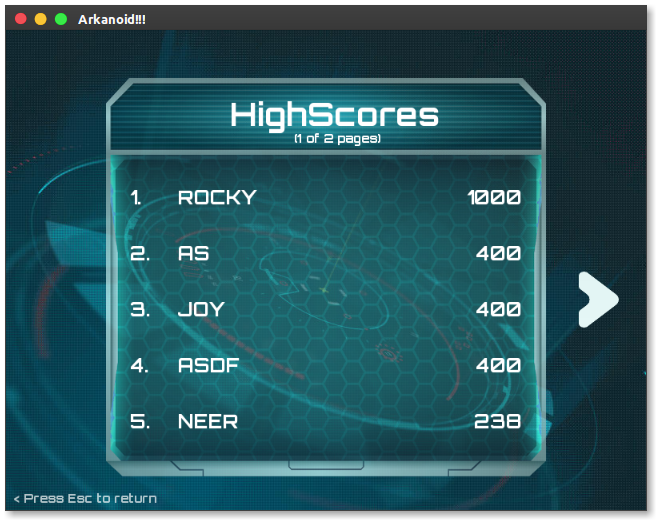 Arkanoid!!!
HighScores
(1 of 2 pages)
1. ROCKY 1000
2. AS 400
3. JOY 400
4. ASDF 400
5. NEER 238
< Press Esc to return